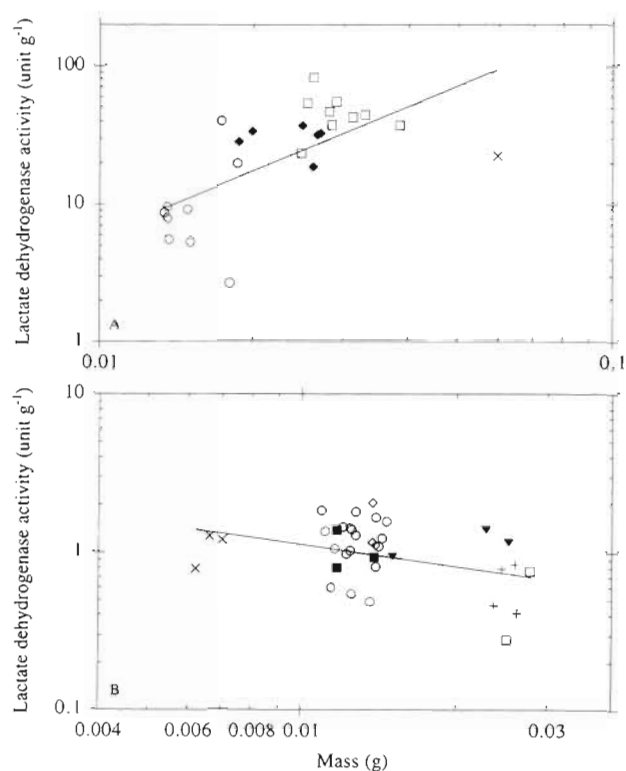 Lactate dehydrogenase activity (unit g-1)
100
10
1
A
0.01
0.1
Lactate dehydrogenase activity (unit g-1)
10
1
0.1
B
0.004
0.006
0.008
0.01
0.03
Mass (g)